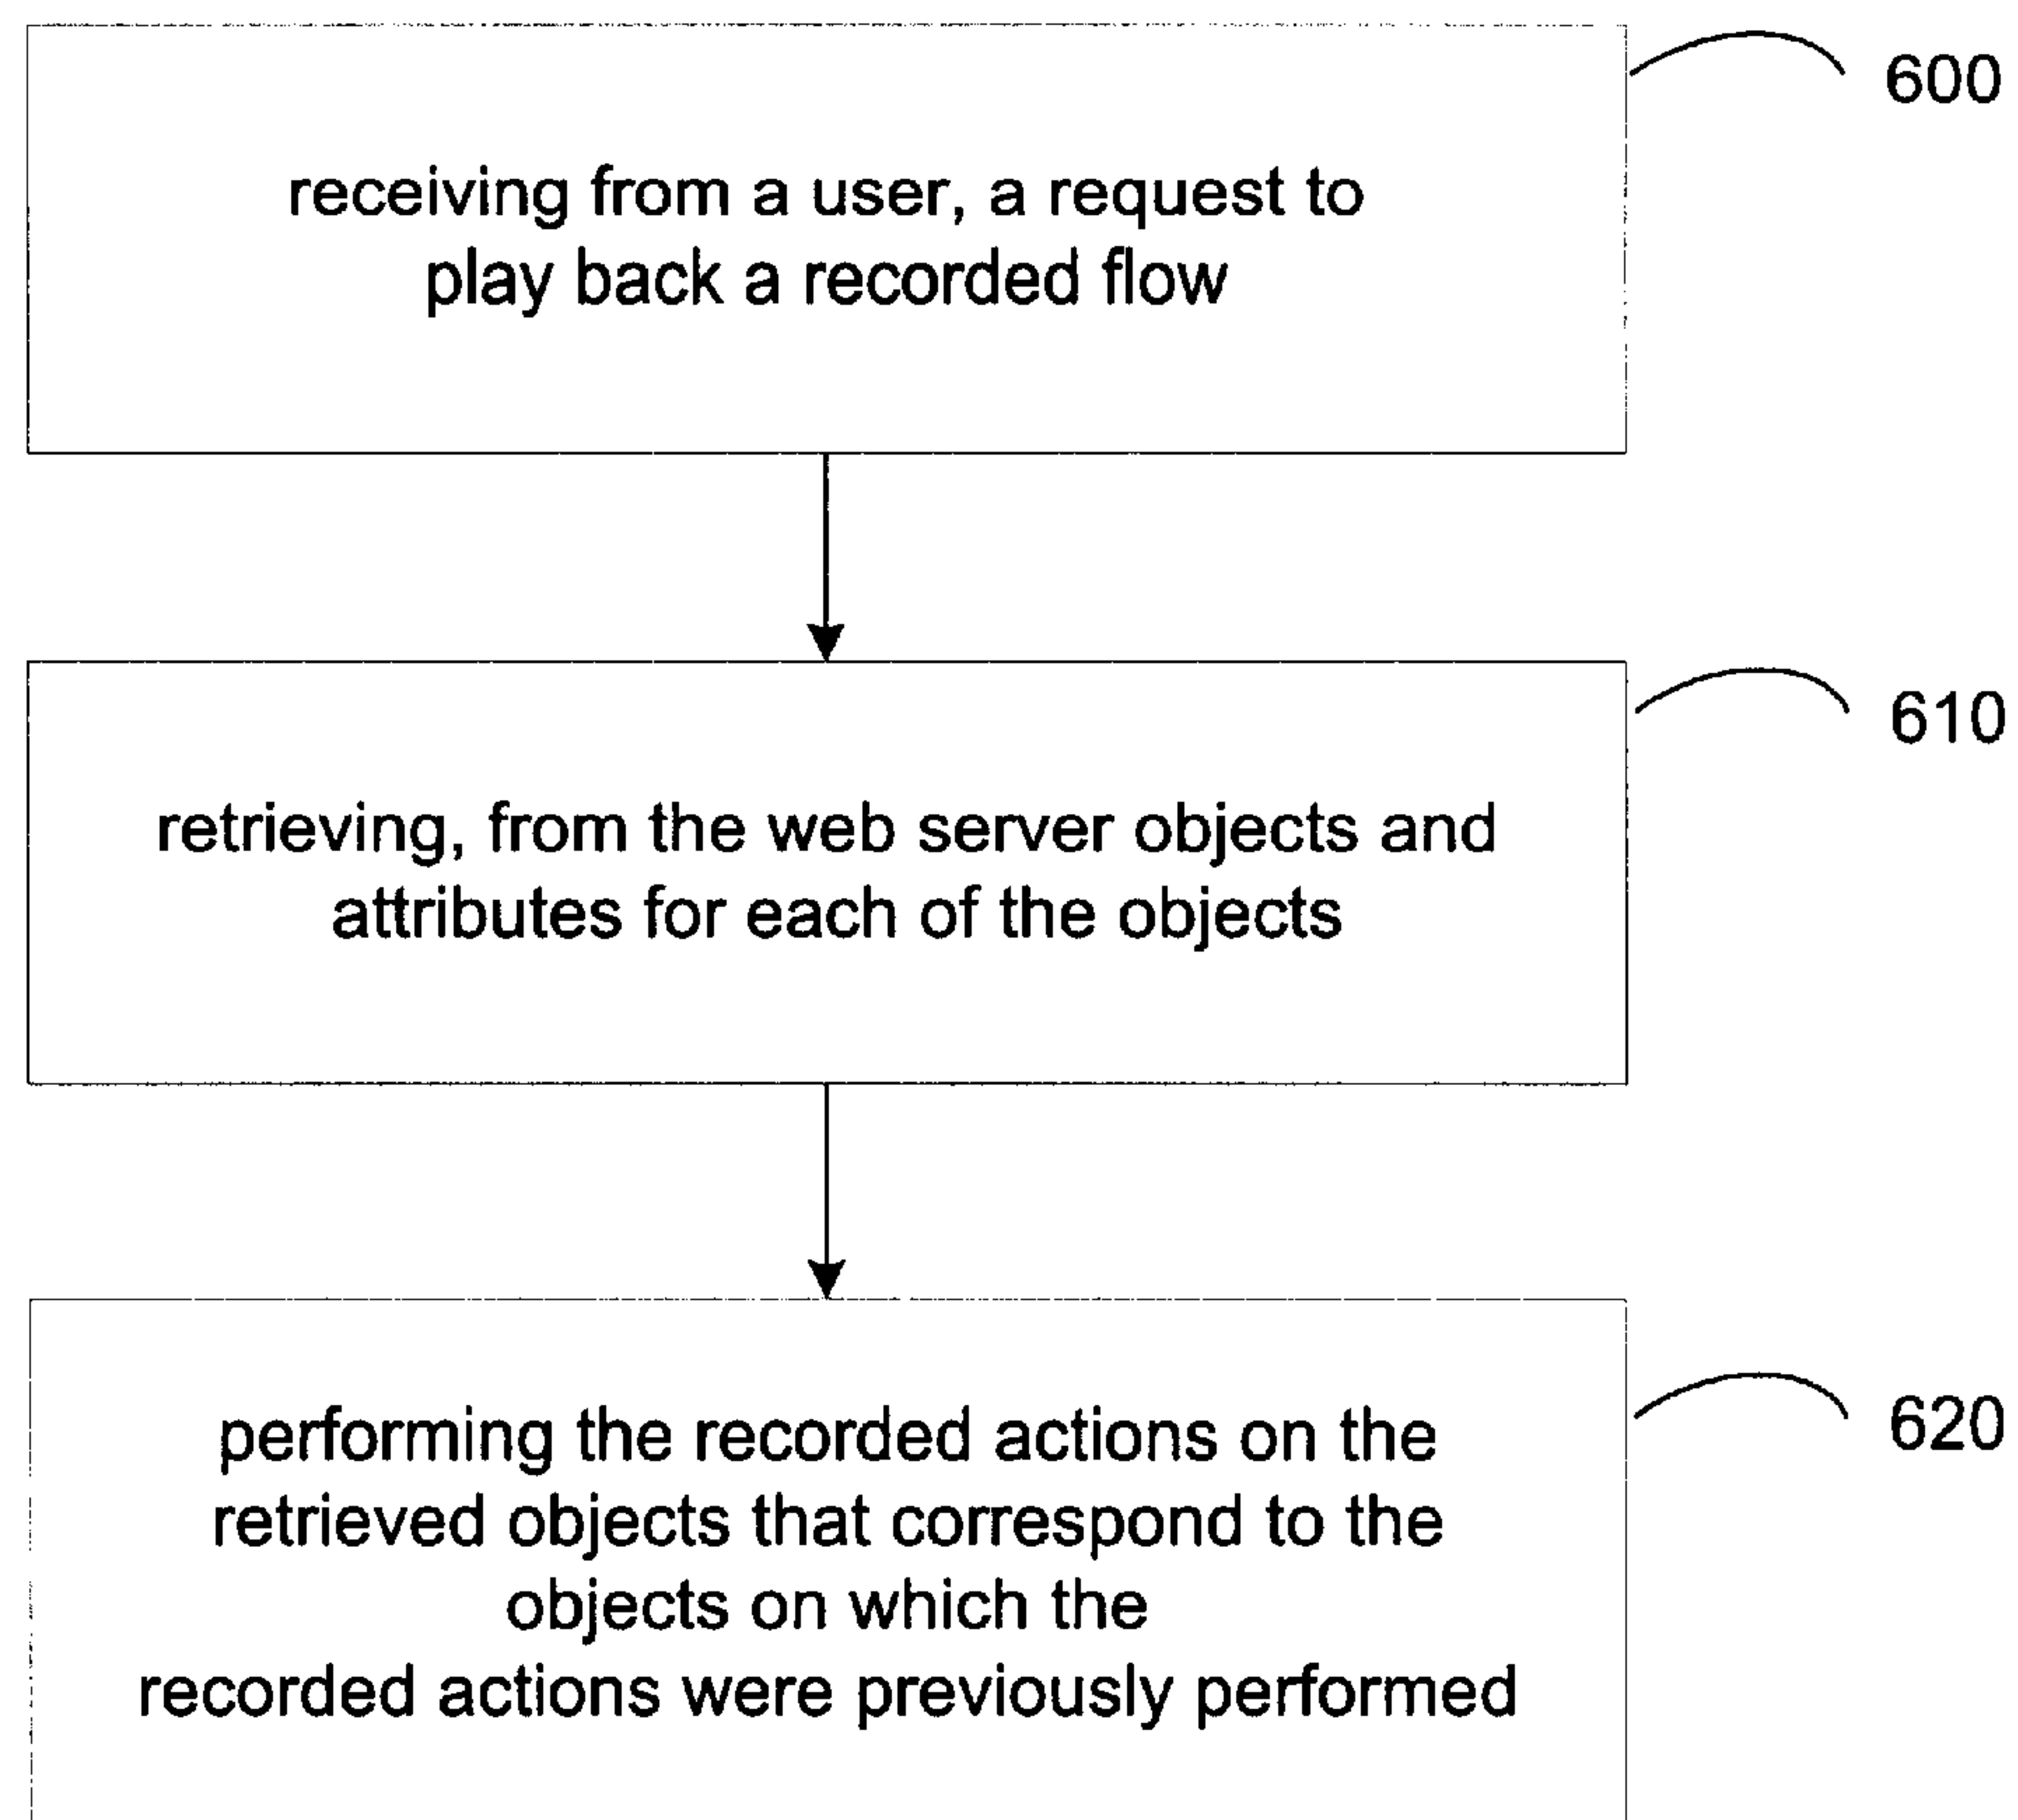 600
receiving from a user, a request to
play back a recorded flow
610
retrieving, from the web server objects and
attributes for each of the objects
620
performing the recorded actions on the
retrieved objects that correspond to the
objects on which the
recorded actions were previously performed